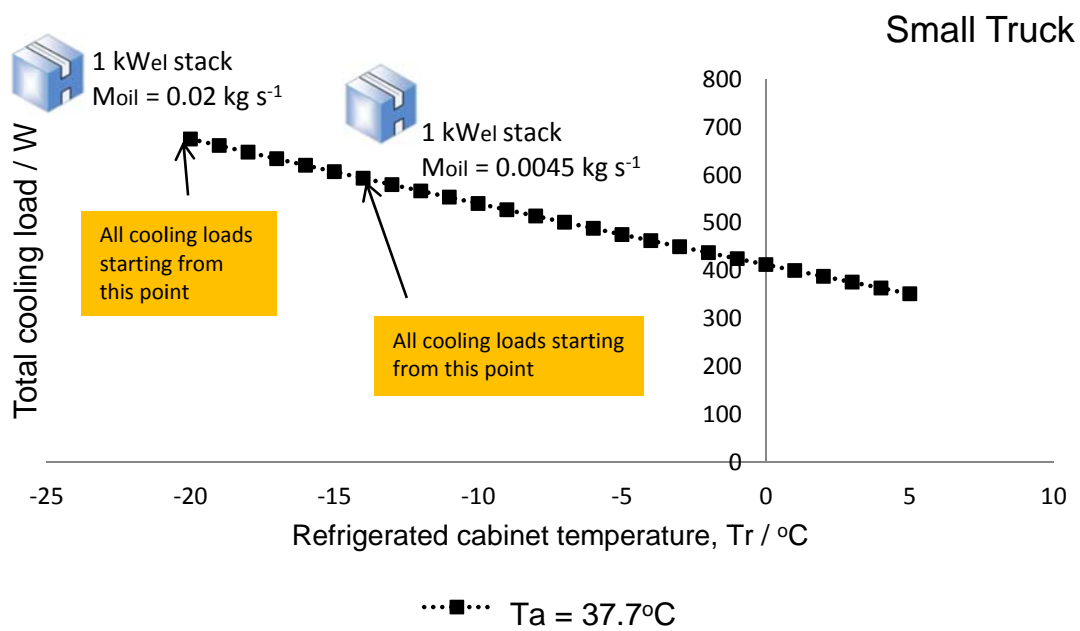 Small Truck
1 kWel stack
Moil = 0.02 kg s-1
1 kWel stack
Moil = 0.0045 kg s-1
All cooling loads
starting from
this point
All cooling loads starting
from this point
Total cooling load / W
800
700
600
500
400
300
200
100
0
-25 -20 -15 -10 -5 0 5 10
Refrigerated cabinet temperature, Tr / oC
Ta = 37.7oC